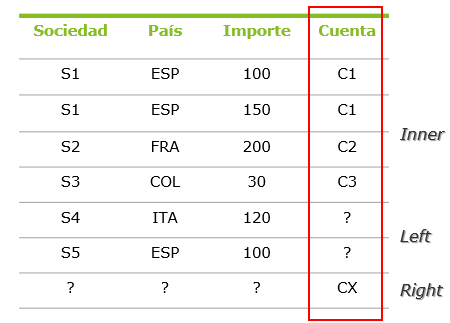 Sociedad País Importe Cuenta
S1 ESP 100 C1
S1 ESP 150 C1
Inner
S2 FRA 200 C2
S3 COL 30 C3
S4 ITA 120 ?
Left
S5 ESP 100 ?
? ? ? CX
Right